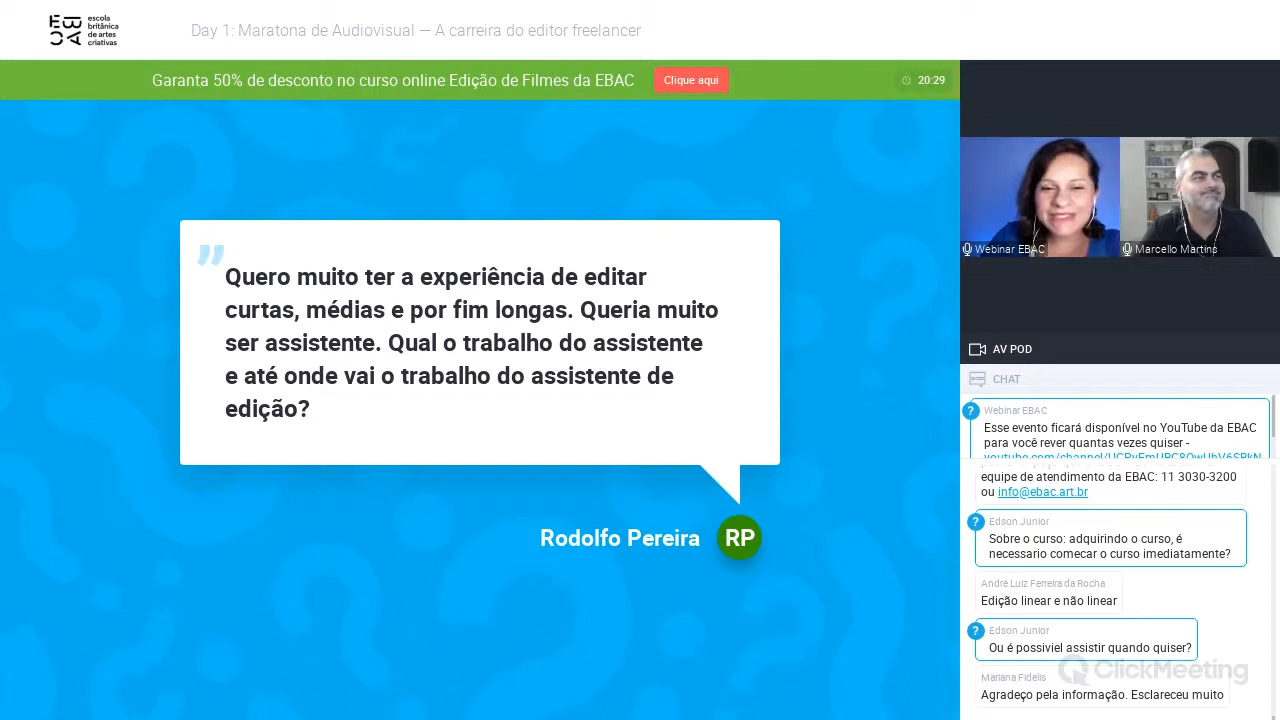 EBAC
escola
britânica
de artes
criativas
Day 1: Maratona de Audiovisual — A carreira do editor freelancer
Garanta 50% de desconto no curso online Edição de Filmes da EBAC
Clique aqui
20:29
Quero muito ter a experiência de editar
curtas, médias e por fim longas. Queria muito
ser assistente. Qual o trabalho do assistente
e até onde vai o trabalho do assistente de
edição?
Rodolfo Pereira
RP
Webinar EBAC
Marcello Martins
AV POD
CHAT
?
Webinar EBAC
Esse evento ficará disponível no YouTube da EBAC
para você rever quantas vezes quiser -
equipe de atendimento da EBAC: 11 3030-3200
ou info@ebac.art.br
?
Edson Junior
Sobre o curso: adquirindo o curso, é
necessario comecar o curso imediatamente?
André Luiz Ferreira da Rocha
Edição linear e não linear
?
Edson Junior
Ou é possiviel assistir quando quiser?
ClickMeeting
Mariana Fidelis
Agradeço pela informação. Esclareceu muito